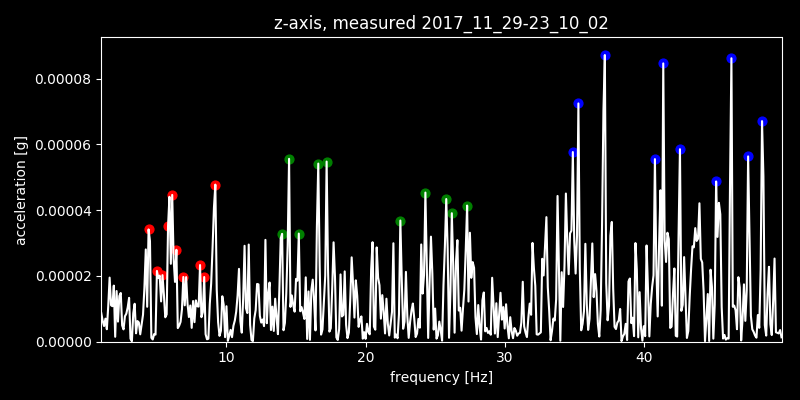 z-axis, measured 2017_11_29-23_10_02
0.00008
0.00006
0.00004
0.00002
0.00000
acceleration [g]
10 20 30 40
frequency [Hz]